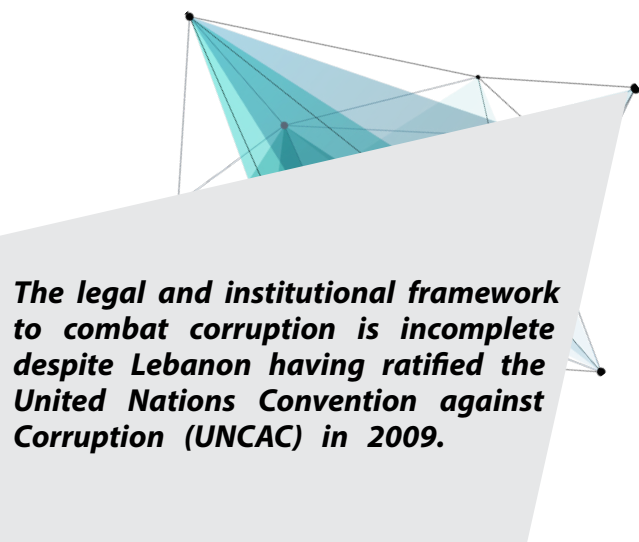 The legal and institutional framework
to combat corruption is incomplete
despite Lebanon having ratified the
United Nations Convention against
Corruption (UNCAC) in 2009.